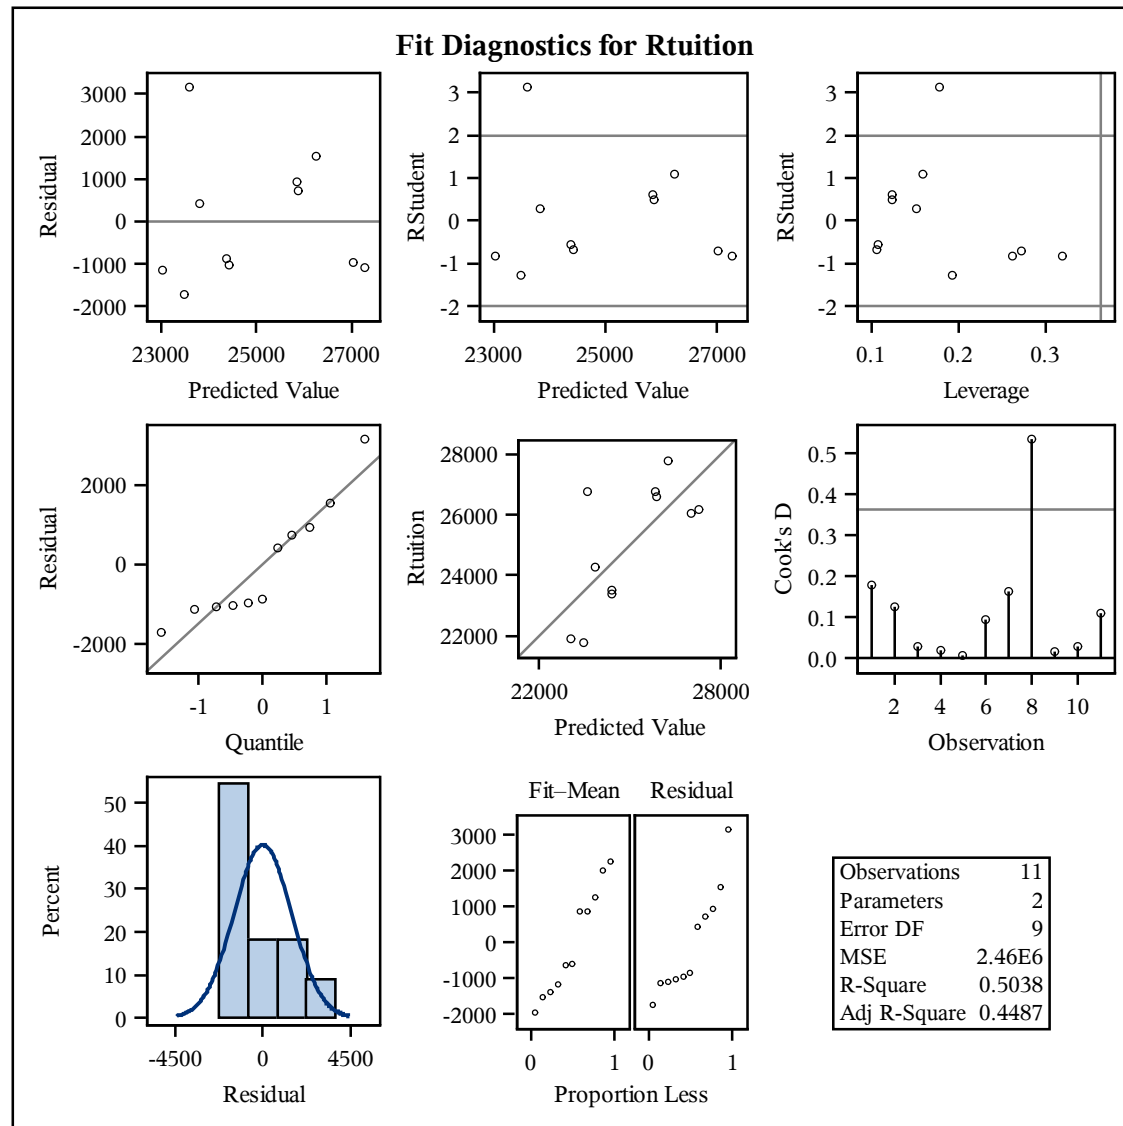 Fit Diagnostics for Rtuition
3000
2000
1000
0
-1000
-2000
Residual
23000 25000 27000
Predicted Value
3
2
1
0
-1
-2
RStudent
23000 25000 27000
Predicted Value
3
2
1
0
-1
-2
RStudent
0.1 0.2 0.3
Leverage
2000
0
-2000
Residual
-1 0 1
Quantile
28000
26000
24000
22000
Rtuition
22000 28000
Predicted Value
0.5
0.4
0.3
0.2
0.1
0.0
Cook's D
2 4 6 8 10
Observation
50
40
30
20
10
0
Percent
-4500 0 4500
Residual
Fit–Mean Residual
3000
2000
1000
0
-1000
-2000
0 1 0 1
Proportion Less
Observations 11
Parameters 2
Error DF 9
MSE 2.46E6
R-Square 0.5038
Adj R-Square 0.4487